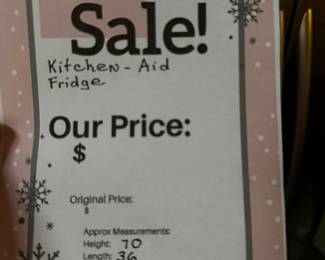 Sale!
Kitchen-Aid
Fridge
Our Price:
$
Original Price:
$
Approx Measurements:
Height: 70
Length: 36